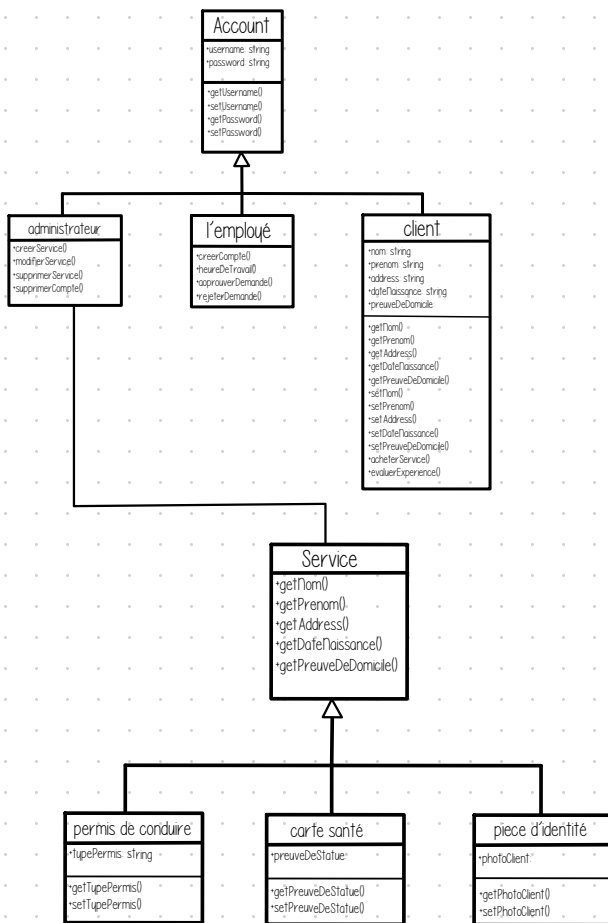 Account
+username: string
+password: string
+getUsername()
+setUsername()
+getPassword()
+setPassword()
administrateur
+creerService()
+modifierService()
+supprimerService()
+supprimerCompte()
l'employé
+creerCompte()
+heureDeTravail()
+approuverDemande()
+rejeterDemande()
client
+nom: string
+prenom: string
+address: string
+dateNaissance: string
+preuveDeDomicile
+getNom()
+getPrenom()
+getAddress()
+getDateNaissance()
+getPreuveDeDomicile()
+setNom()
+setPrenom()
+setAddress()
+setDateNaissance()
+setPreuveDeDomicile()
+acheterService()
+evaluerExperience()
Service
+getNom()
+getPrenom()
+getAddress()
+getDateNaissance()
+getPreuveDeDomicile()
permis de conduire
+typePermis: string
+getTypePermis()
+setTypePermis()
carte santé
+preuveDeStatue:
+getPreuveDeStatue()
+setPreuveDeStatue()
piece d'identité
+photoClient:
+getPhotoClient()
+setPhotoClient()